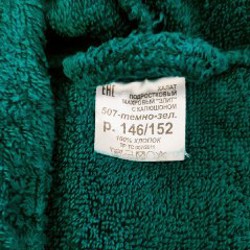 EAC
ХАЛАТ
ПОДРОСТКОВЫЙ
МАХРОВЫЙ "ЭЛИТ"
С КАПЮШОНОМ
507-темно-зел.
р. 146/152
100% ХЛОПОК